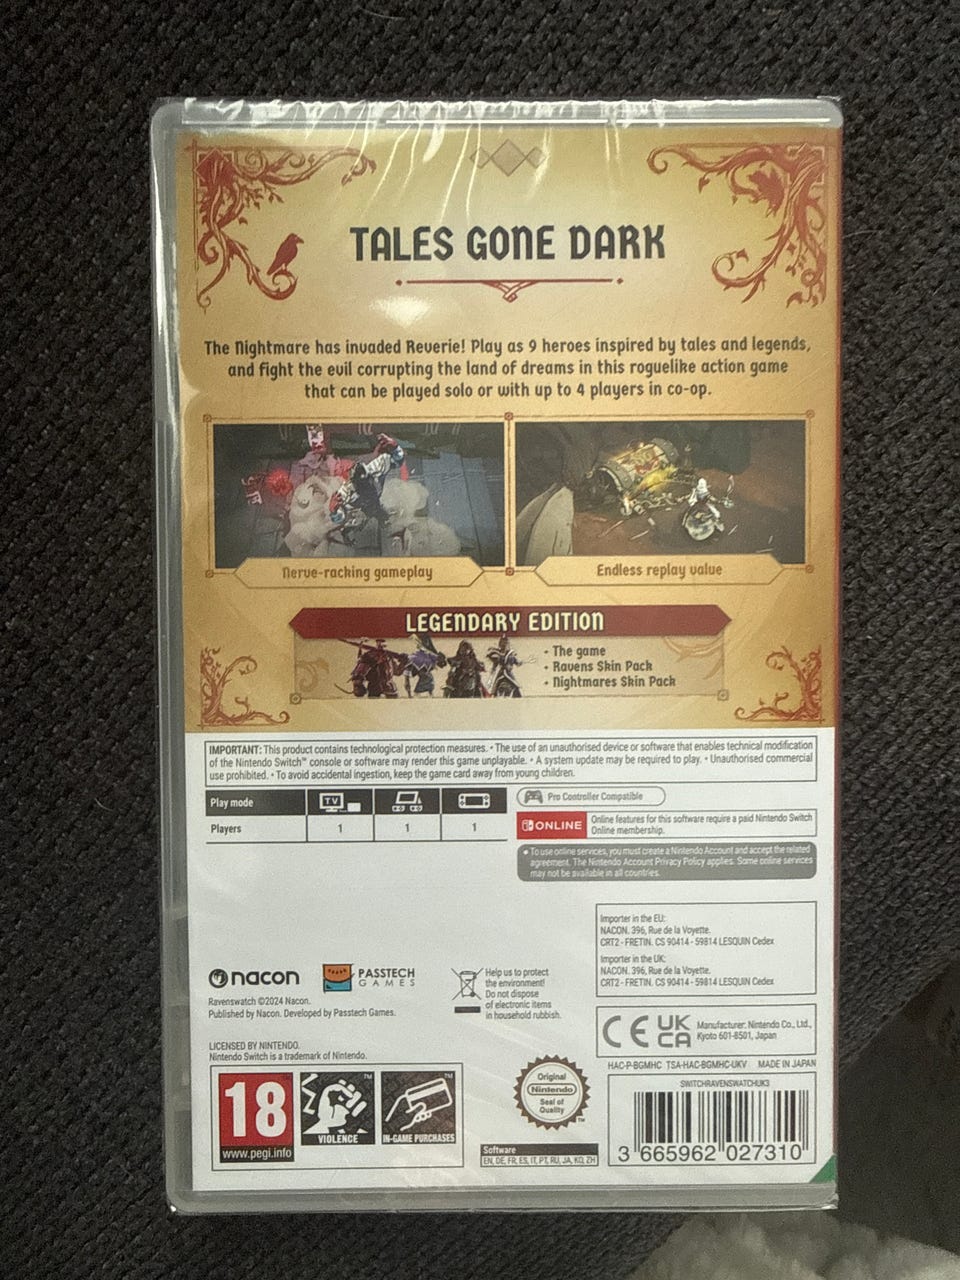 TALES GONE DARK
The Nightmare has invaded Reverie! Play as 9 heroes inspired by tales and legends,
and fight the evil corrupting the land of dreams in this roguelike action game
that can be played solo or with up to 4 players in co-op.
Nerve-racking gameplay
Endless replay value
LEGENDARY EDITION
• The game
• Ravens Skin Pack
• Nightmares Skin Pack
IMPORTANT: This product contains technological protection measures. • The use of an unauthorised device or software that enables technical modification
of the Nintendo Switch™ console or software may render this game unplayable. • A system update may be required to play. • Unauthorised commercial
use prohibited. • To avoid accidental ingestion, keep the game card away from young children.
Play mode
TV
Players
1
1
1
Pro Controller Compatible
ONLINE
Online features for this software require a paid Nintendo Switch
Online membership.
• To use online services, you must create a Nintendo Account and accept the related
agreement. The Nintendo Account Privacy Policy applies. Some online services
may not be available in all countries.
Importer in the EU:
NACON. 396, Rue de la Voyette.
CRT2 - FRETIN. CS 90414 - 59814 LESQUIN Cedex
Importer in the UK:
NACON. 396, Rue de la Voyette.
CRT2 - FRETIN. CS 90414 - 59814 LESQUIN Cedex
nacon
PASSTECH
GAMES
Help us to protect
the environment!
Do not dispose
of electronic items
in household rubbish.
Ravenswatch ©2024 Nacon.
Published by Nacon. Developed by Passtech Games.
CE
UK
CA
Manufacturer: Nintendo Co., Ltd.,
Kyoto 601-8501, Japan
LICENSED BY NINTENDO.
Nintendo Switch is a trademark of Nintendo.
HAC-P-BGMHC TSA-HAC-BGMHC-UKV MADE IN JAPAN
18
www.pegi.info
VIOLENCE
™
IN-GAME PURCHASES
™
Original
Nintendo
Seal of
Quality
™
Software
EN, DE, FR, ES, IT, PT, RU, JA, KO, ZH
SWITCHRAVENSWATCHUK3
3 665962 027310